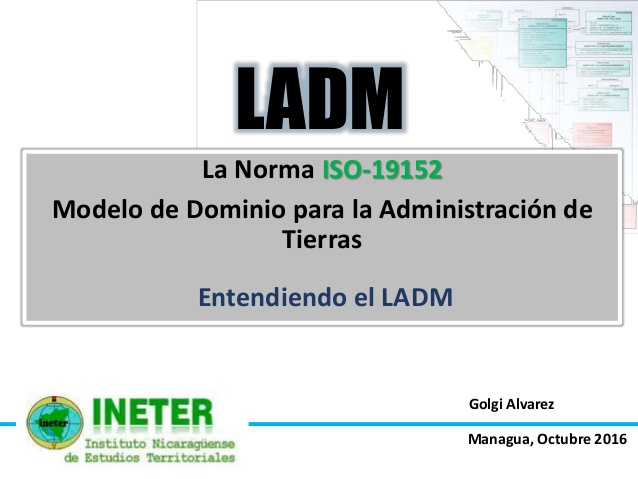 LADM
La Norma ISO-19152
Modelo de Dominio para la Administración de
Tierras
Entendiendo el LADM
ineter
INETER
Instituto Nicaragüense
de Estudios Territoriales
Golgi Alvarez
Managua, Octubre 2016